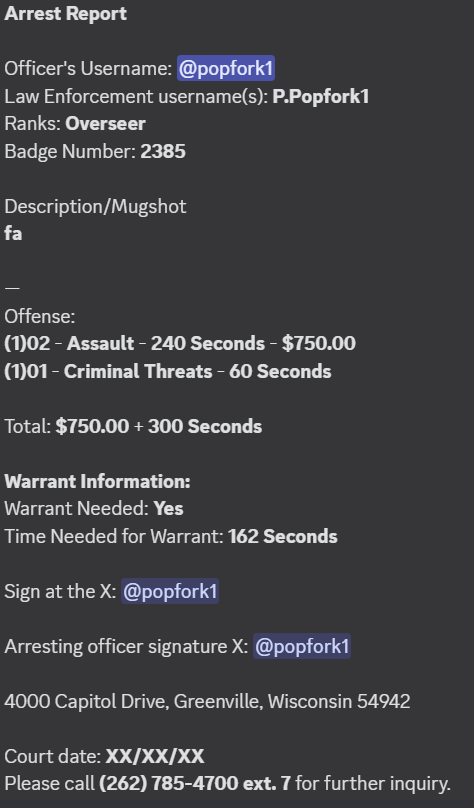 Arrest Report
Officer's Username: @popfork1
Law Enforcement username(s): P.Popfork1
Ranks: Overseer
Badge Number: 2385
Description/Mugshot
fa
—
Offense:
(1)02 - Assault - 240 Seconds - $750.00
(1)01 - Criminal Threats - 60 Seconds
Total: $750.00 + 300 Seconds
Warrant Information:
Warrant Needed: Yes
Time Needed for Warrant: 162 Seconds
Sign at the X: @popfork1
Arresting officer signature X: @popfork1
4000 Capitol Drive, Greenville, Wisconsin 54942
Court date: XX/XX/XX
Please call (262) 785-4700 ext. 7 for further inquiry.